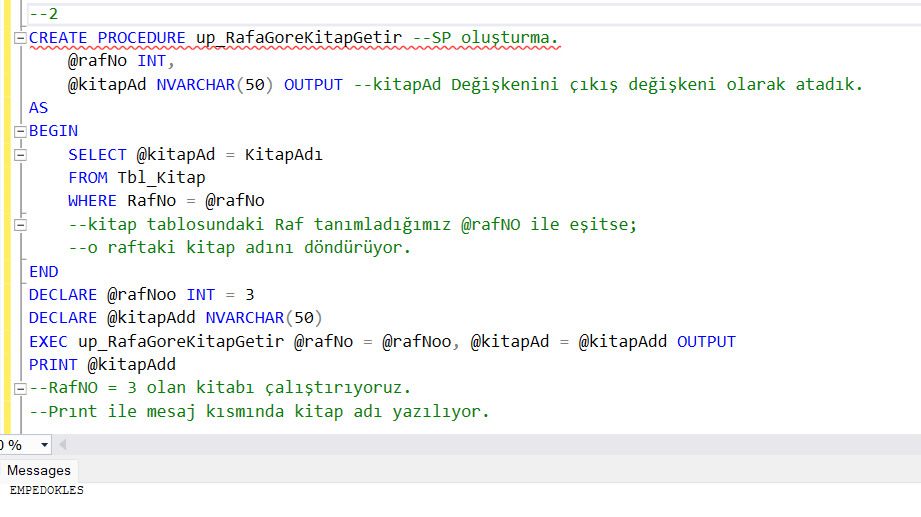 --2
CREATE PROCEDURE up_RafaGoreKitapGetir --SP oluşturma.
@rafNo INT,
@kitapAd NVARCHAR(50) OUTPUT --kitapAd Değişkenini çıkış değişkeni olarak atadık.
AS
BEGIN
SELECT @kitapAd = KitapAdı
FROM Tbl_Kitap
WHERE RafNo = @rafNo
--kitap tablosundaki Raf tanımladığımız @rafNO ile eşitse;
--o raftaki kitap adını döndürüyor.
END
DECLARE @rafNoo INT = 3
DECLARE @kitapAdd NVARCHAR(50)
EXEC up_RafaGoreKitapGetir @rafNo = @rafNoo, @kitapAd = @kitapAdd OUTPUT
PRINT @kitapAdd
--RafNO = 3 olan kitabı çalıştırıyoruz.
--Prınt ile mesaj kısmında kitap adı yazılıyor.
0 %
Messages
EMPEDOKLES